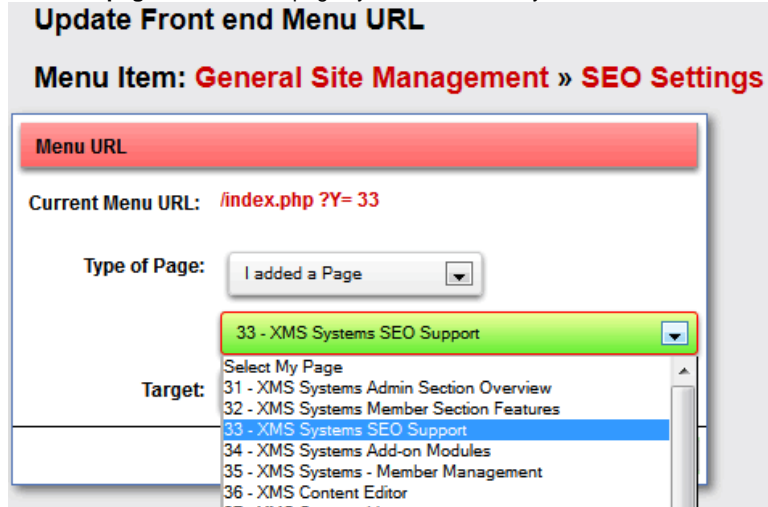 Update Front end Menu URL
Menu Item: General Site Management » SEO Settings
Menu URL
Current Menu URL: /index.php ?Y= 33
Type of Page: I added a Page
33 - XMS Systems SEO Support
Select My Page
Target:
31 - XMS Systems Admin Section Overview
32 - XMS Systems Member Section Features
33 - XMS Systems SEO Support
34 - XMS Systems Add-on Modules
35 - XMS Systems - Member Management
36 - XMS Content Editor